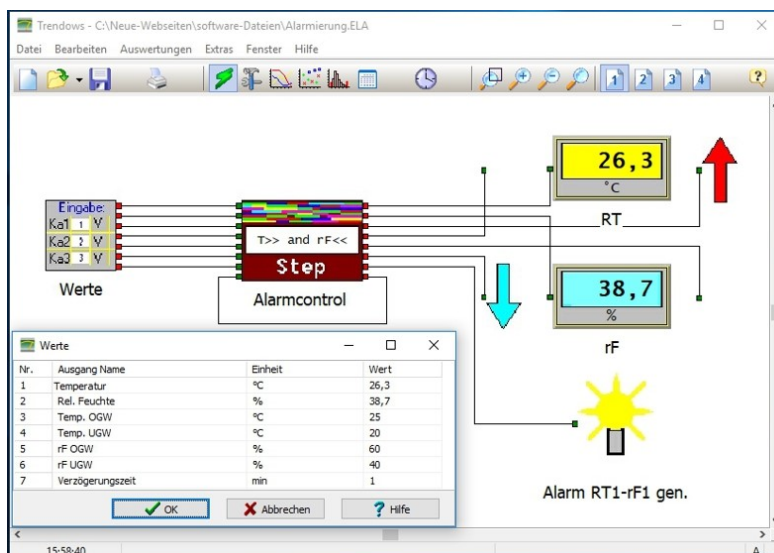 Trendows - C:\Neue-Webseiten\software-Dateien\Alarmierung.ELA
Datei Bearbeiten Auswertungen Extras Fenster Hilfe
1 2 3 4 ?
26,3
°C
RT
Eingabe:
Ka1 1 V
Ka2 2 V
Ka3 3 V
Werte
T>> and rF<<
Step
Alarmcontrol
38,7
%
rF
Werte
Nr. Ausgang Name Einheit Wert
1 Temperatur °C 26,3
2 Rel. Feuchte % 38,7
3 Temp. OGW °C 25
4 Temp. UGW °C 20
5 rF OGW % 60
6 rF UGW % 40
7 Verzögerungszeit min 1
OK Abbrechen ? Hilfe
Alarm RT1-rF1 gen.
15:58:40 A